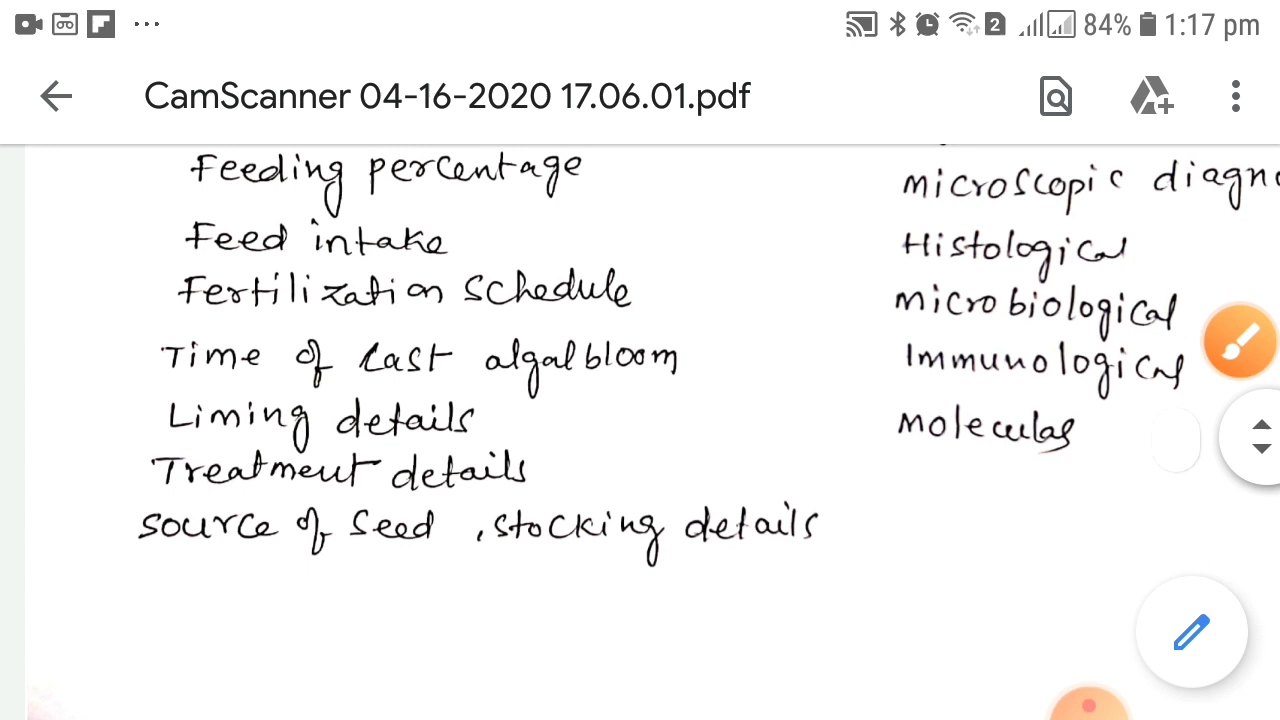 84% 1:17 pm
CamScanner 04-16-2020 17.06.01.pdf
Feeding percentage
Feed intake
Fertilization schedule
Time of last algal bloom
Liming details
Treatment details
source of seed , stocking details
microscopic diagn
Histological
microbiological
Immunological
molecular